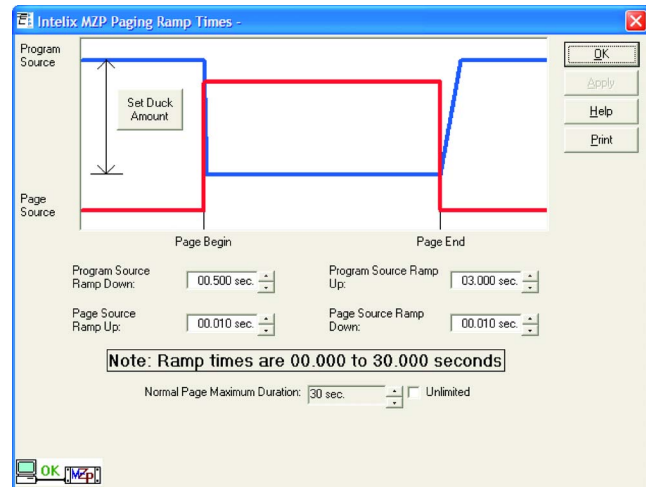 Intelix MZP Paging Ramp Times -
Program
Source
Set Duck
Amount
Page
Source
Page Begin
Page End
OK
Apply
Help
Print
Program Source
Ramp Down:
00.500 sec.
Program Source Ramp
Up:
03.000 sec.
Page Source
Ramp Up:
00.010 sec.
Page Source Ramp
Down:
00.010 sec.
Note: Ramp times are 00.000 to 30.000 seconds
Normal Page Maximum Duration:
30 sec.
Unlimited
OK
MZp